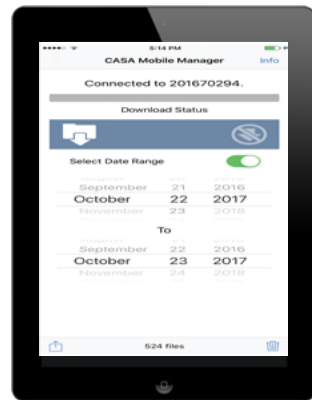 5:14 PM
CASA Mobile Manager Info
Connected to 201670294.
Download Status
Select Date Range
September 21 2016
October 22 2017
November 23 2018
To
September 22 2016
October 23 2017
November 24 2018
524 files